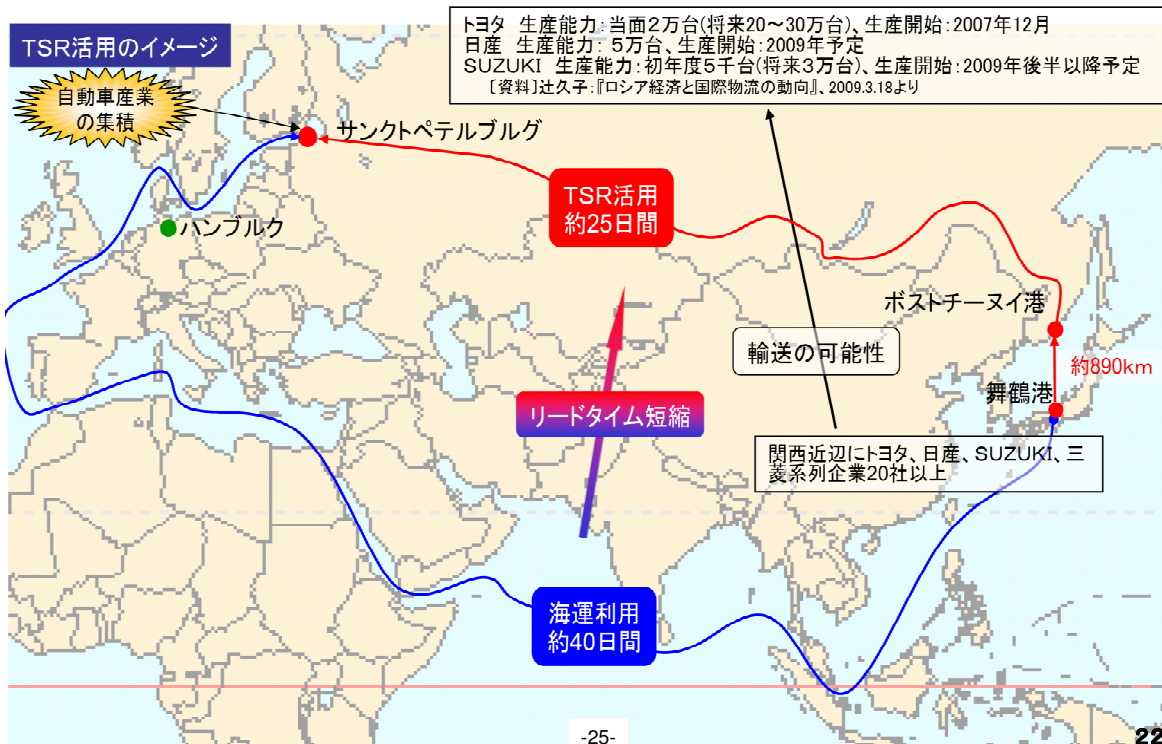 トヨタ 生産能力:当面2万台(将来20～30万台)、生産開始:2007年12月
日産 生産能力: 5万台、生産開始:2009年予定
SUZUKI 生産能力:初年度5千台(将来3万台)、生産開始:2009年後半以降予定
[資料]辻久子:『ロシア経済と国際物流の動向』、2009.3.18より
TSR活用のイメージ
自動車産業
の集積
サンクトペテルブルグ
TSR活用
約25日間
ハンブルク
ボストチーヌイ港
輸送の可能性
約890km
舞鶴港
リードタイム短縮
関西近辺にトヨタ、日産、SUZUKI、三
菱系列企業20社以上
海運利用
約40日間
-25-
22